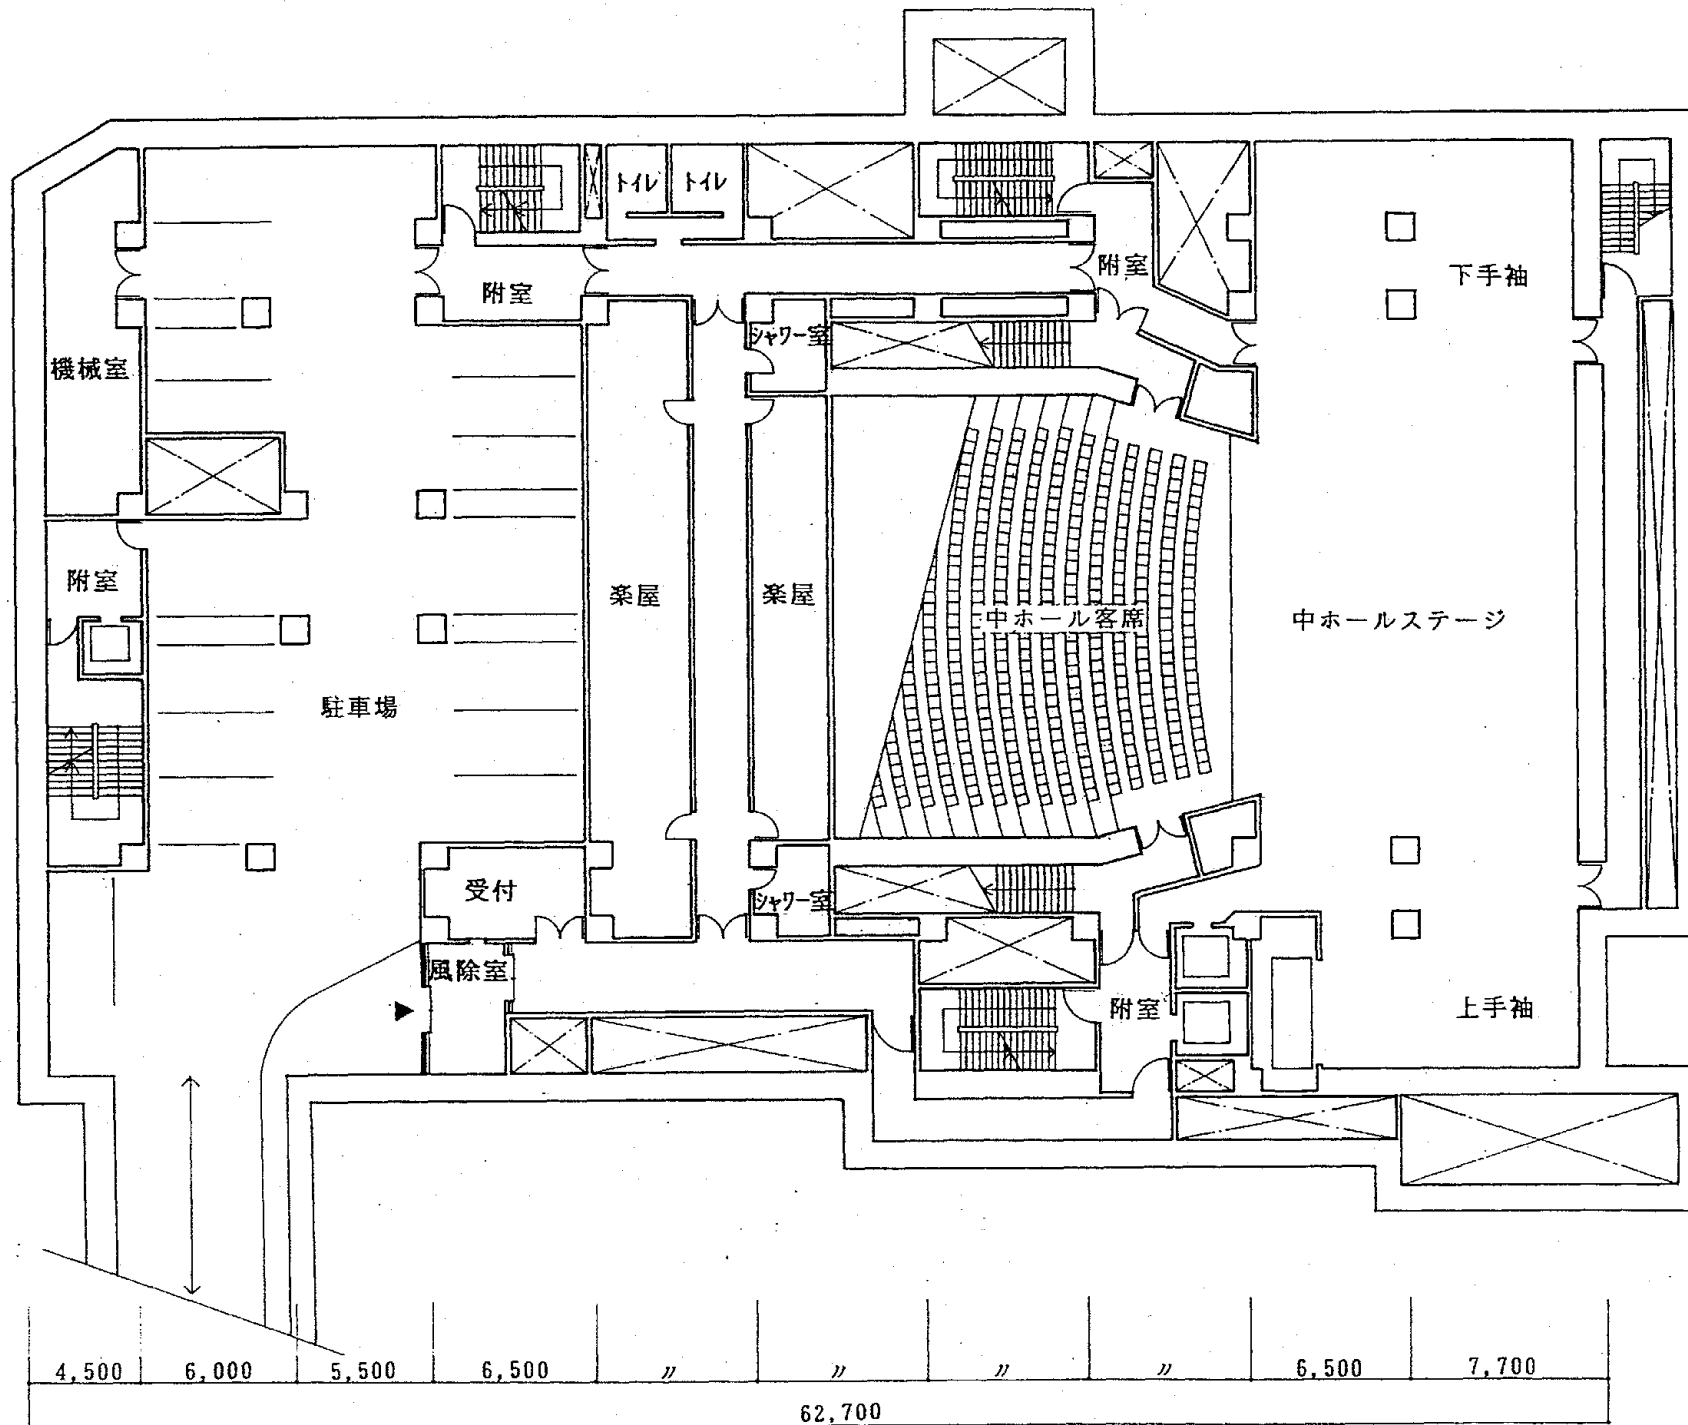 トイレ
トイレ
附室
附室
下手袖
シャワー室
機械室
附室
楽屋
楽屋
中ホール客席
中ホールステージ
駐車場
受付
シャワー室
風除室
附室
上手袖
4,500
6,000
5,500
6,500
〃
〃
〃
〃
6,500
7,700
62,700